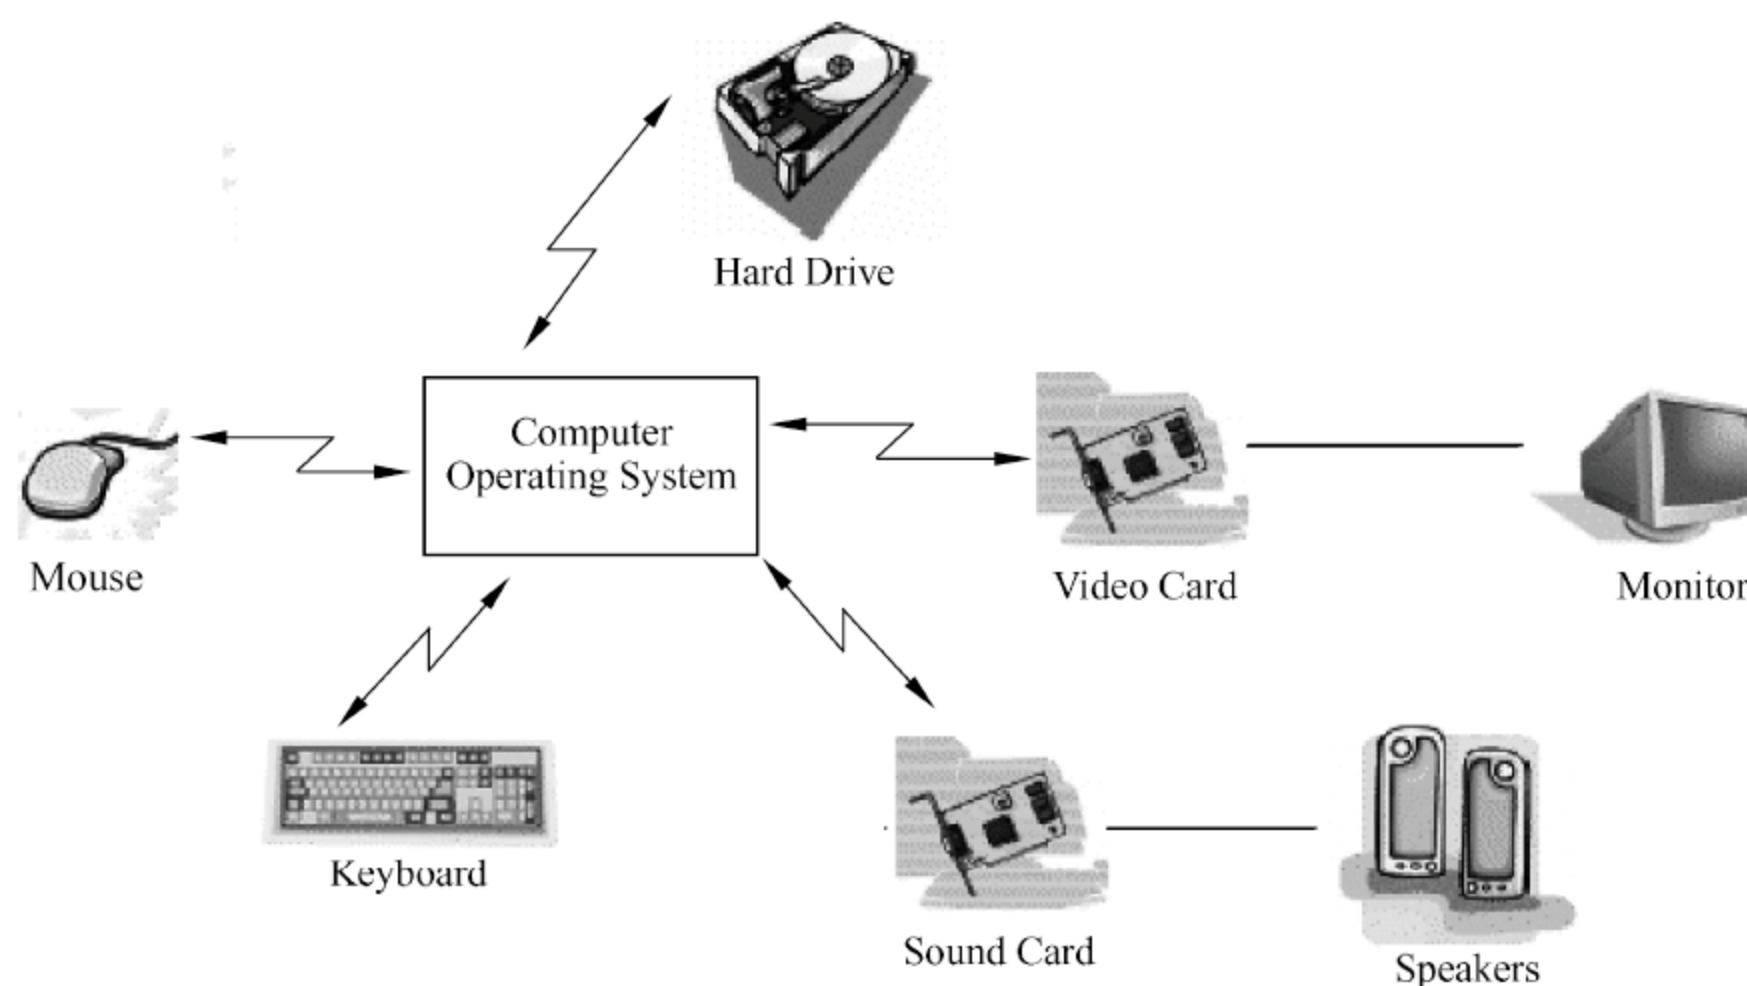 Hard Drive
Computer
Operating System
Mouse
Video Card
Monitor
Keyboard
Sound Card
Speakers